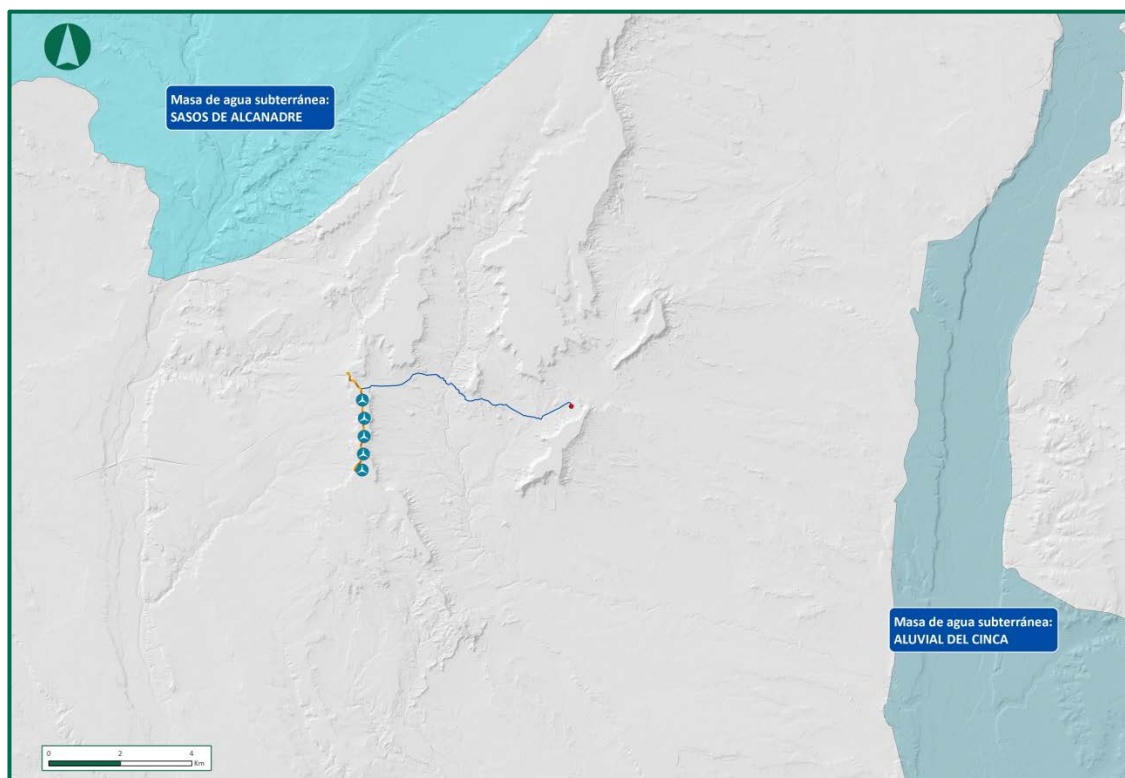 Masa de agua subterránea:
SASOS DE ALCANADRE
Masa de agua subterránea:
ALUVIAL DEL CINCA
0 2 4
Km